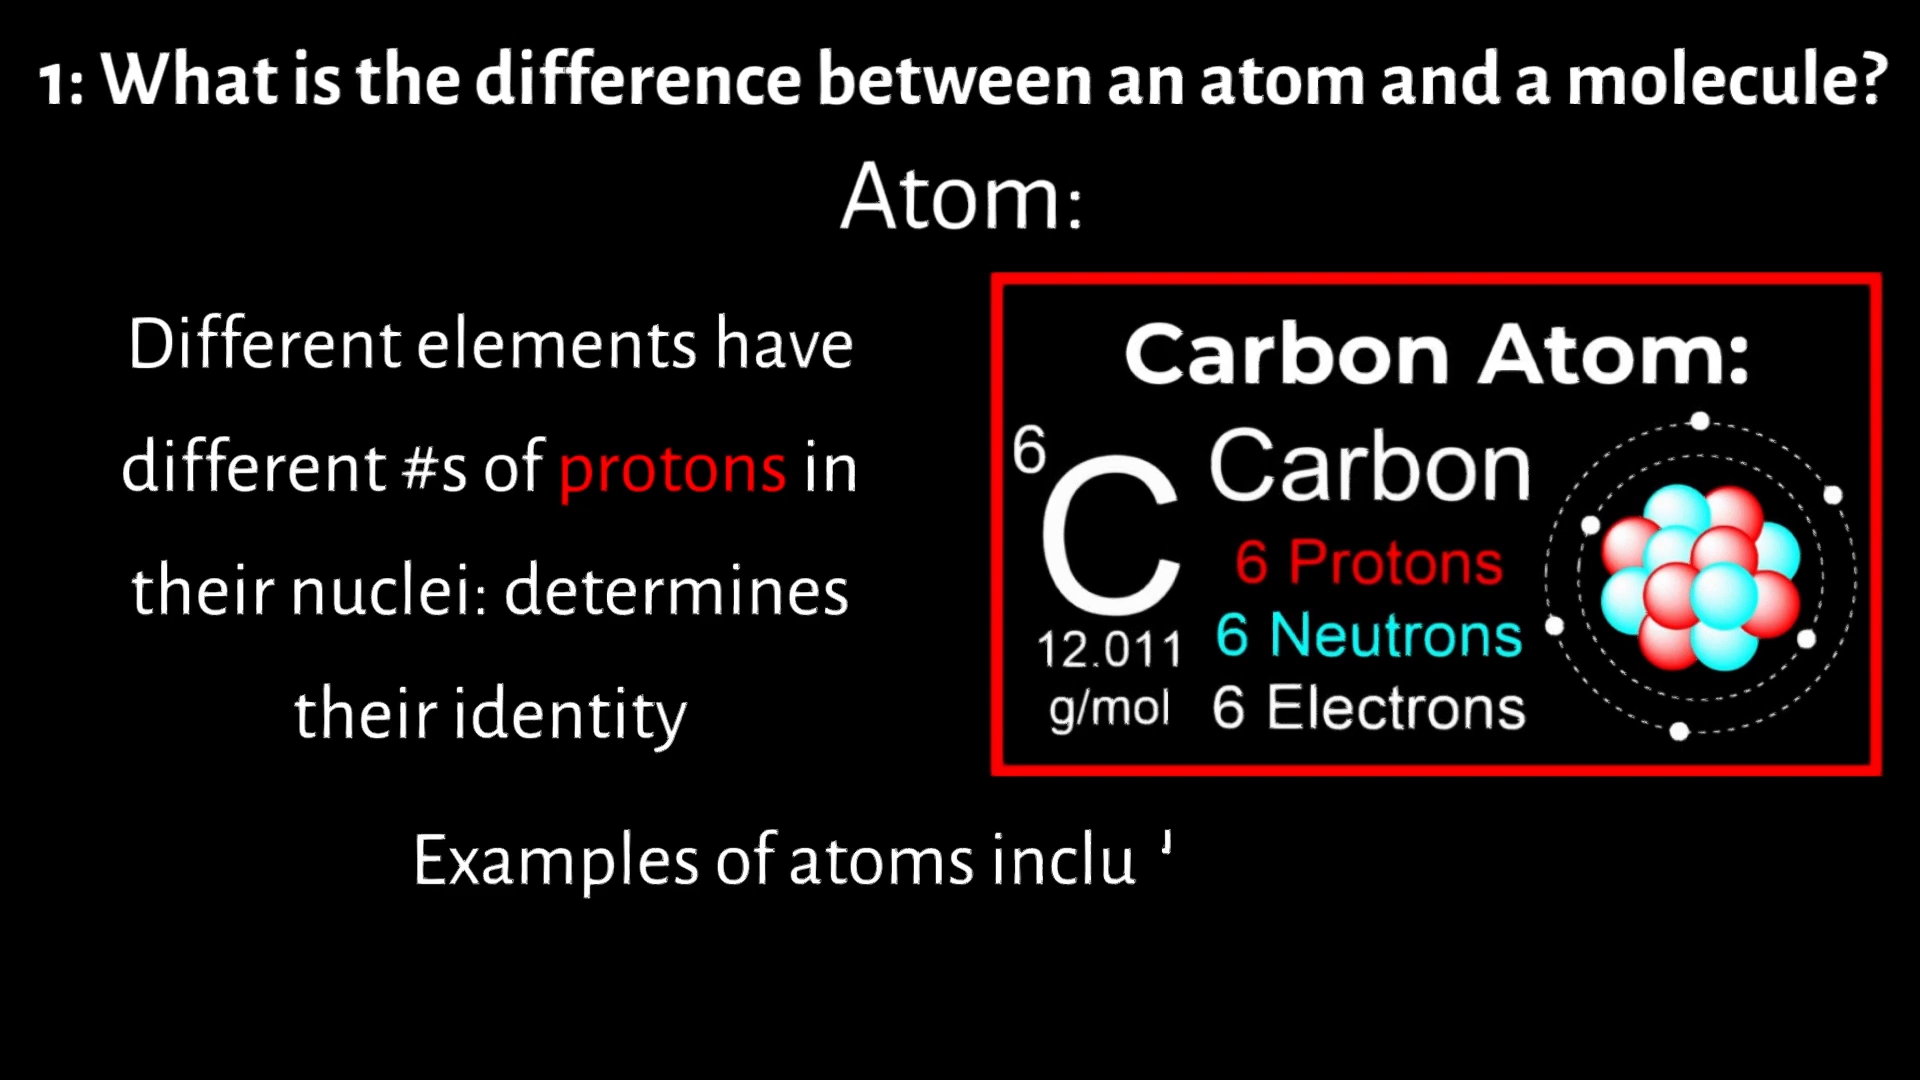 1: What is the difference between an atom and a molecule?
Atom:
Different elements have
different #s of protons in
their nuclei: determines
their identity
Carbon Atom:
6
C
12.011
g/mol
Carbon
6 Protons
6 Neutrons
6 Electrons
Examples of atoms inclu